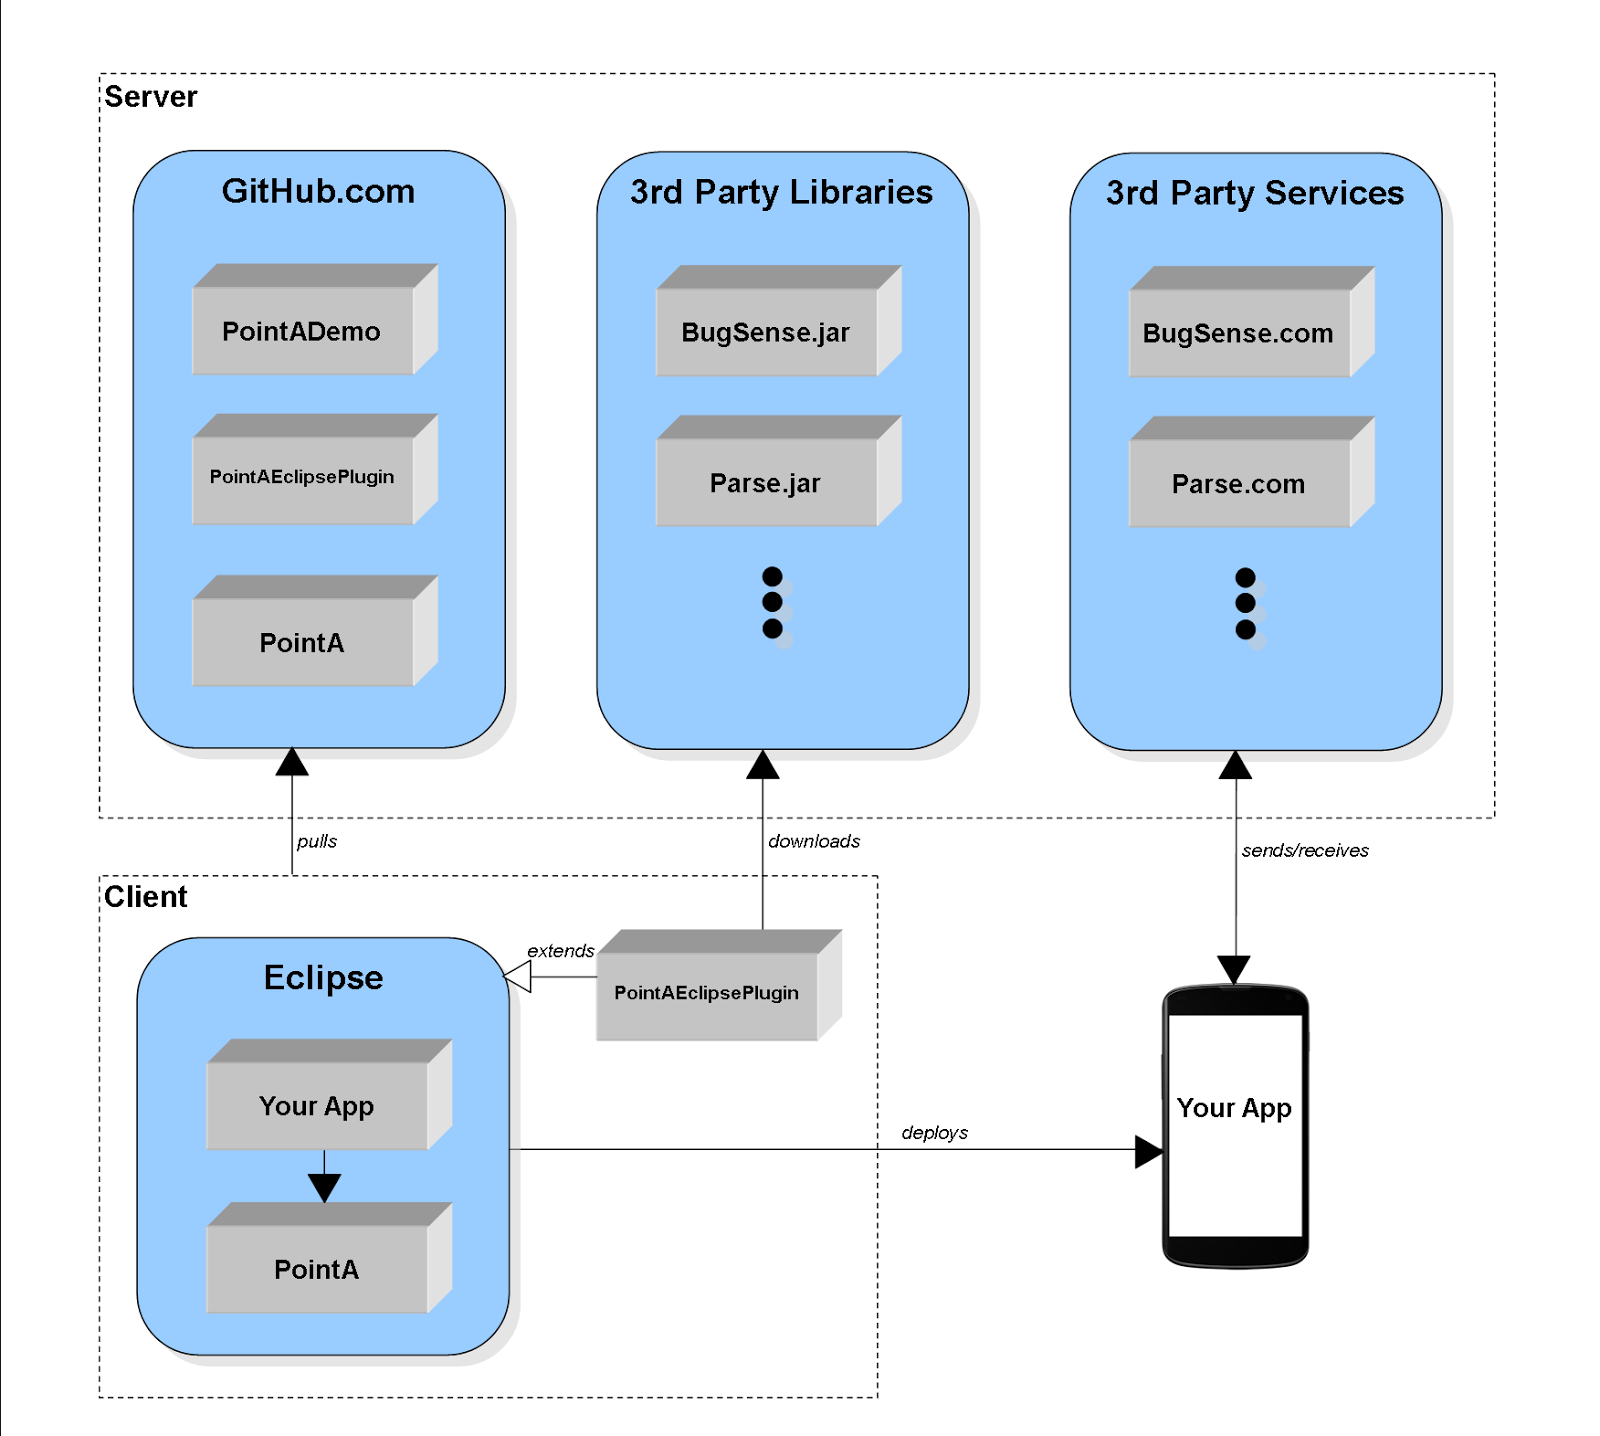 Server
GitHub.com
PointADemo
PointAEclipsePlugin
PointA
3rd Party Libraries
BugSense.jar
Parse.jar
3rd Party Services
BugSense.com
Parse.com
pulls
downloads
sends/receives
Client
Eclipse
Your App
PointA
extends
PointAEclipsePlugin
deploys
Your App